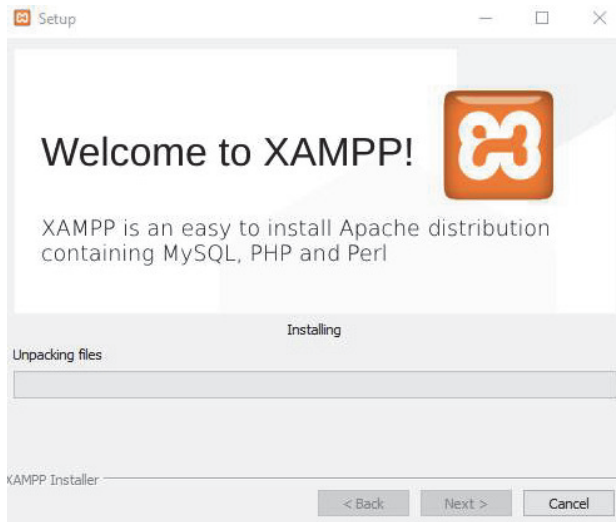 Setup
Welcome to XAMPP!
XAMPP is an easy to install Apache distribution
containing MySQL, PHP and Perl
Installing
Unpacking files
XAMPP Installer
< Back
Next >
Cancel